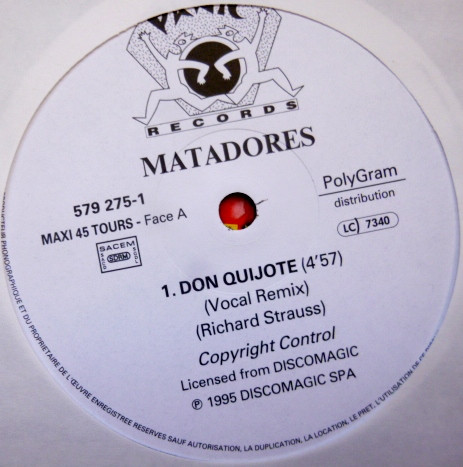 RECORDS
MATADORES
579 275-1
MAXI 45 TOURS - Face A
PolyGram
distribution
LC 7340
SACEM
SDRM
1. DON QUIJOTE (4'57)
(Vocal Remix)
(Richard Strauss)
Copyright Control
Licensed from DISCOMAGIC
℗ 1995 DISCOMAGIC SPA
PHONOGRAPHIQUE ET DU PROPRIETAIRE DE L'ŒUVRE ENREGISTREE RESERVES SAUF AUTORISATION, LA DUPLICATION, LA LOCATION, LE PRET, L'UTILISATION DE